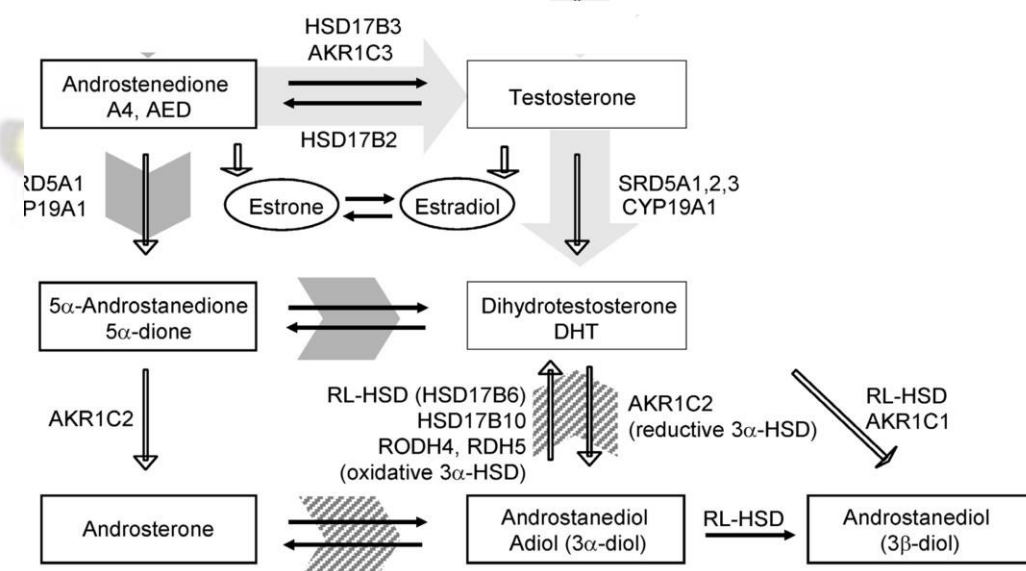 HSD17B3
AKR1C3
Androstenedione
A4, AED
Testosterone
HSD17B2
RD5A1
P19A1
Estrone
Estradiol
SRD5A1,2,3
CYP19A1
5α-Androstanedione
5α-dione
Dihydrotestosterone
DHT
AKR1C2
RL-HSD (HSD17B6)
HSD17B10
RODH4, RDH5
(oxidative 3α-HSD)
AKR1C2
(reductive 3α-HSD)
RL-HSD
AKR1C1
Androsterone
Androstanediol
Adiol (3α-diol)
RL-HSD
Androstanediol
(3β-diol)